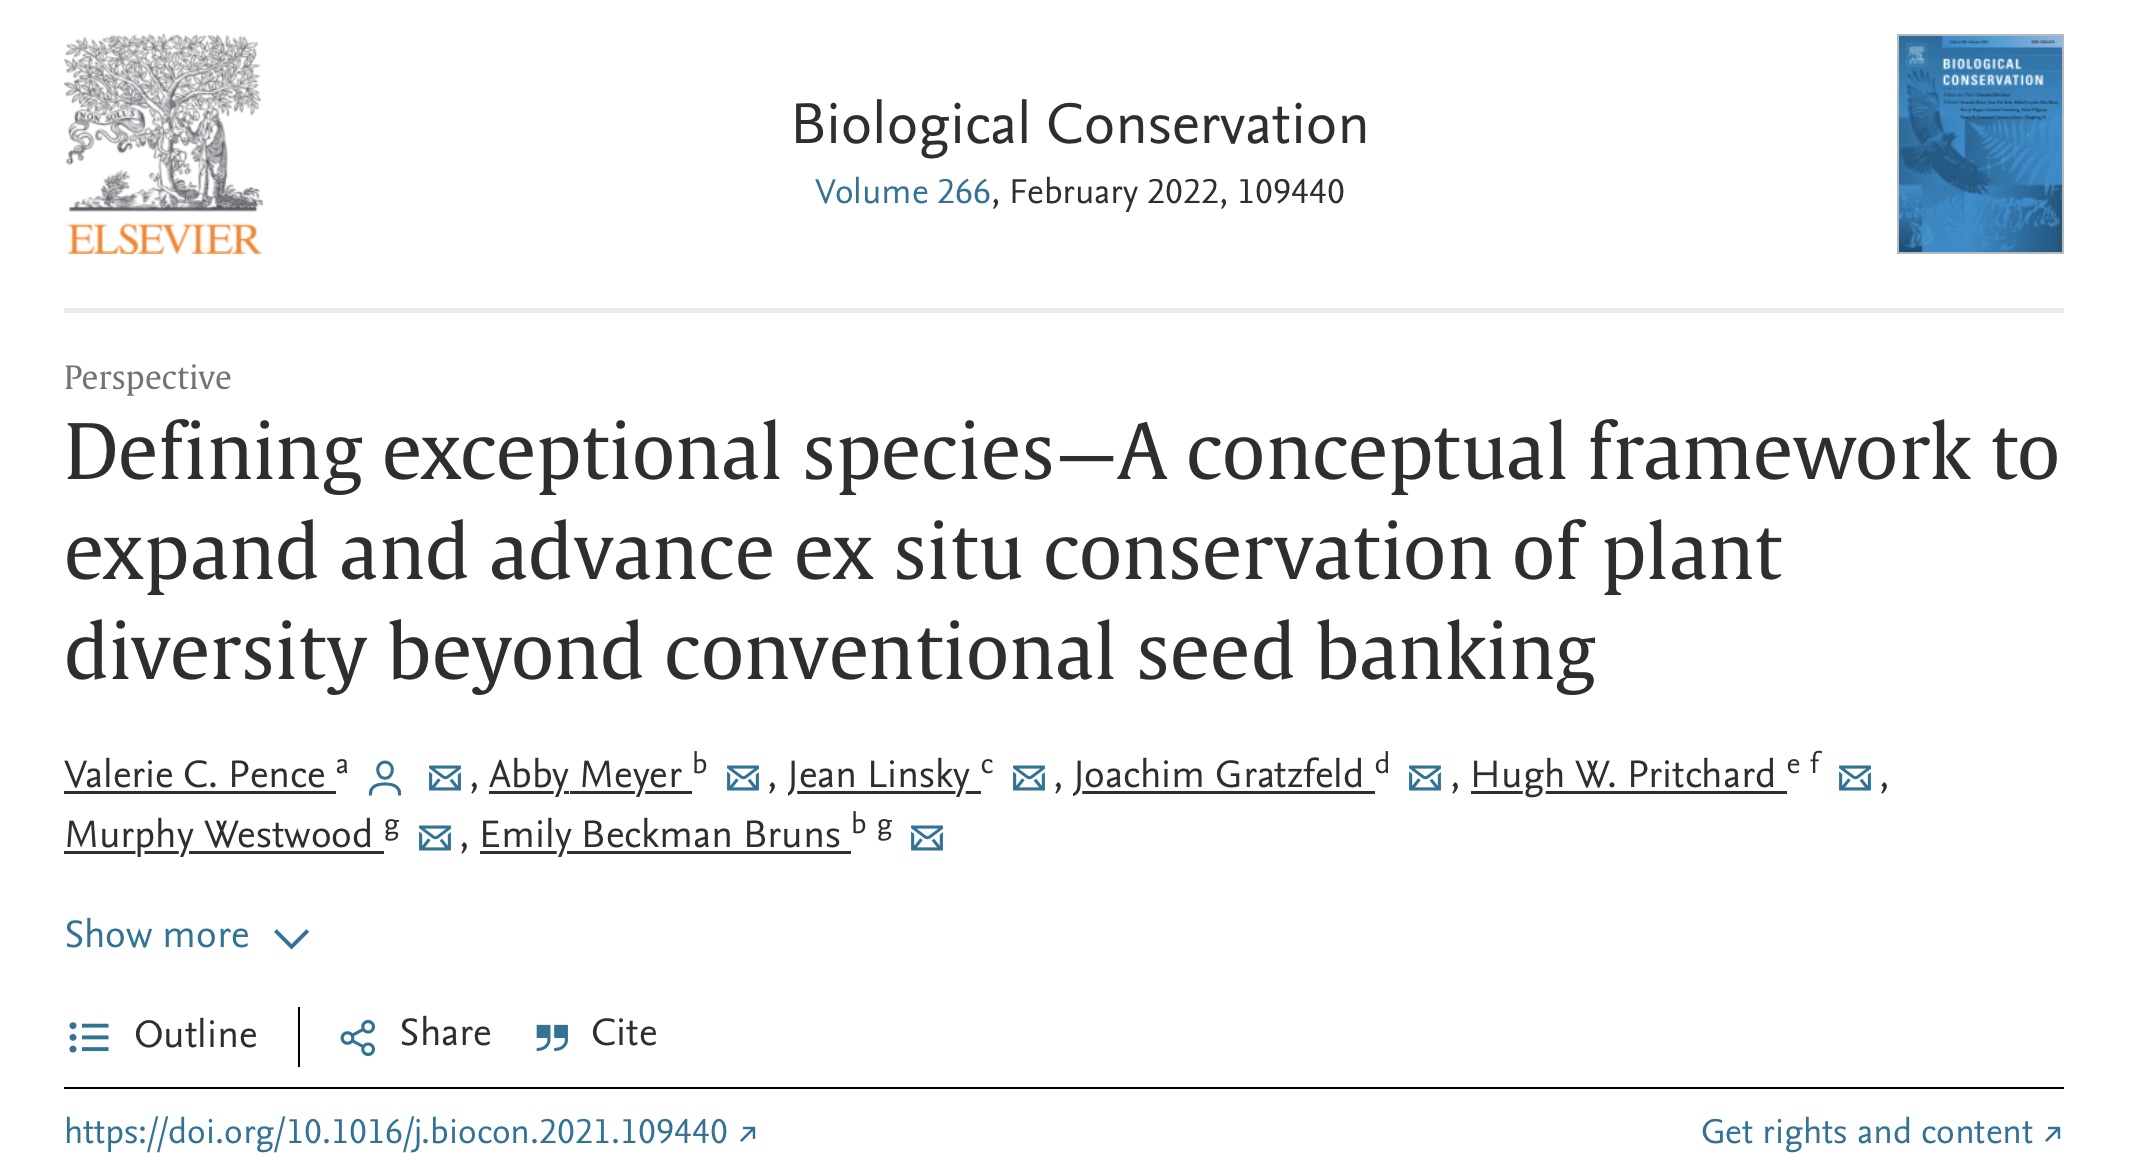 NON SOLUS
ELSEVIER
Biological Conservation
Volume 266, February 2022, 109440
BIOLOGICAL
CONSERVATION
Perspective
Defining exceptional species—A conceptual framework to
expand and advance ex situ conservation of plant
diversity beyond conventional seed banking
Valerie C. Pence a, Abby Meyer b, Jean Linsky c, Joachim Gratzfeld d, Hugh W. Pritchard e f,
Murphy Westwood g, Emily Beckman Bruns b g
Show more
Outline Share Cite
https://doi.org/10.1016/j.biocon.2021.109440 ↗ Get rights and content ↗